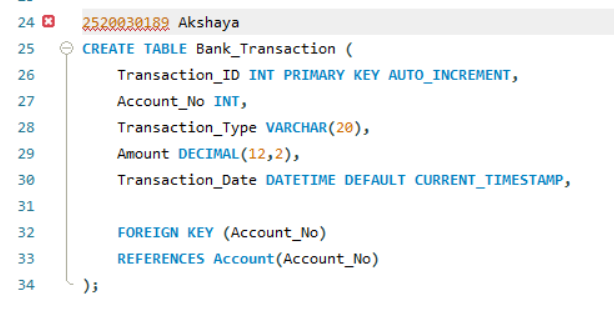 24 2520030189 Akshaya
25 CREATE TABLE Bank_Transaction (
26 Transaction_ID INT PRIMARY KEY AUTO_INCREMENT,
27 Account_No INT,
28 Transaction_Type VARCHAR(20),
29 Amount DECIMAL(12,2),
30 Transaction_Date DATETIME DEFAULT CURRENT_TIMESTAMP,
31
32 FOREIGN KEY (Account_No)
33 REFERENCES Account(Account_No)
34 );